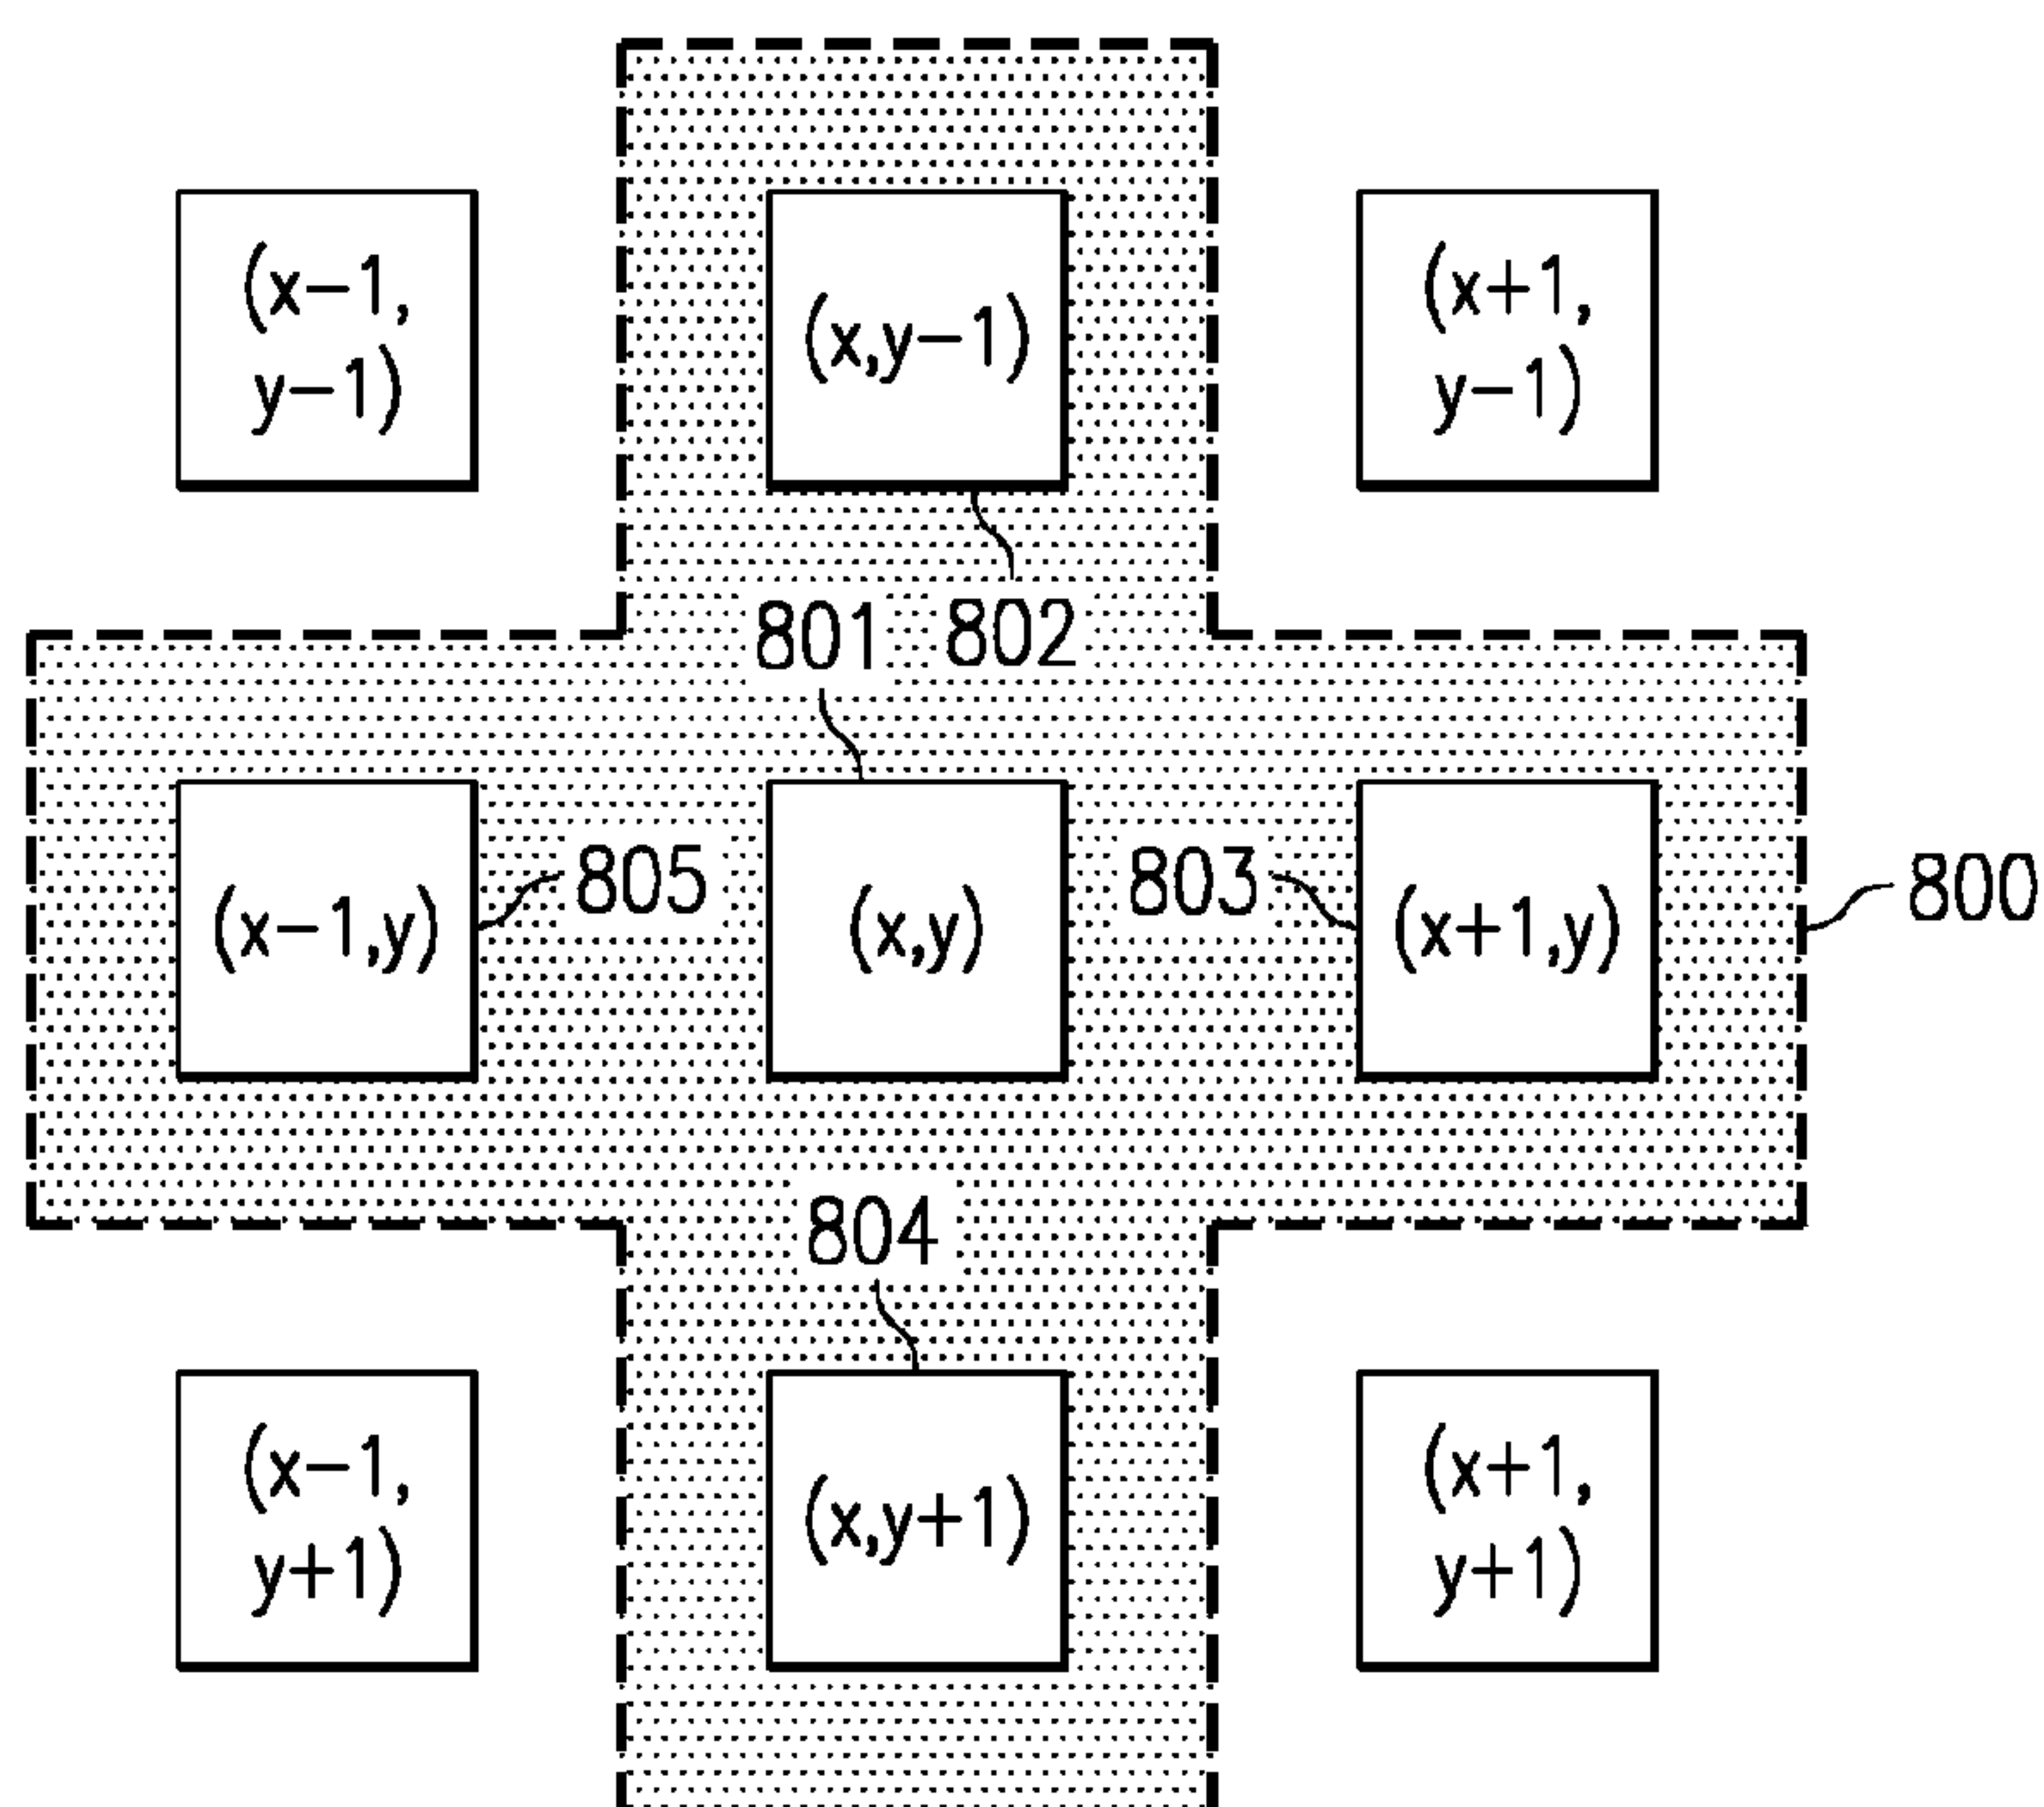 (x−1,
y−1)
(x,y−1)
(x+1,
y−1)
801
802
(x−1,y)
805
(x,y)
803
(x+1,y)
800
804
(x−1,
y+1)
(x,y+1)
(x+1,
y+1)